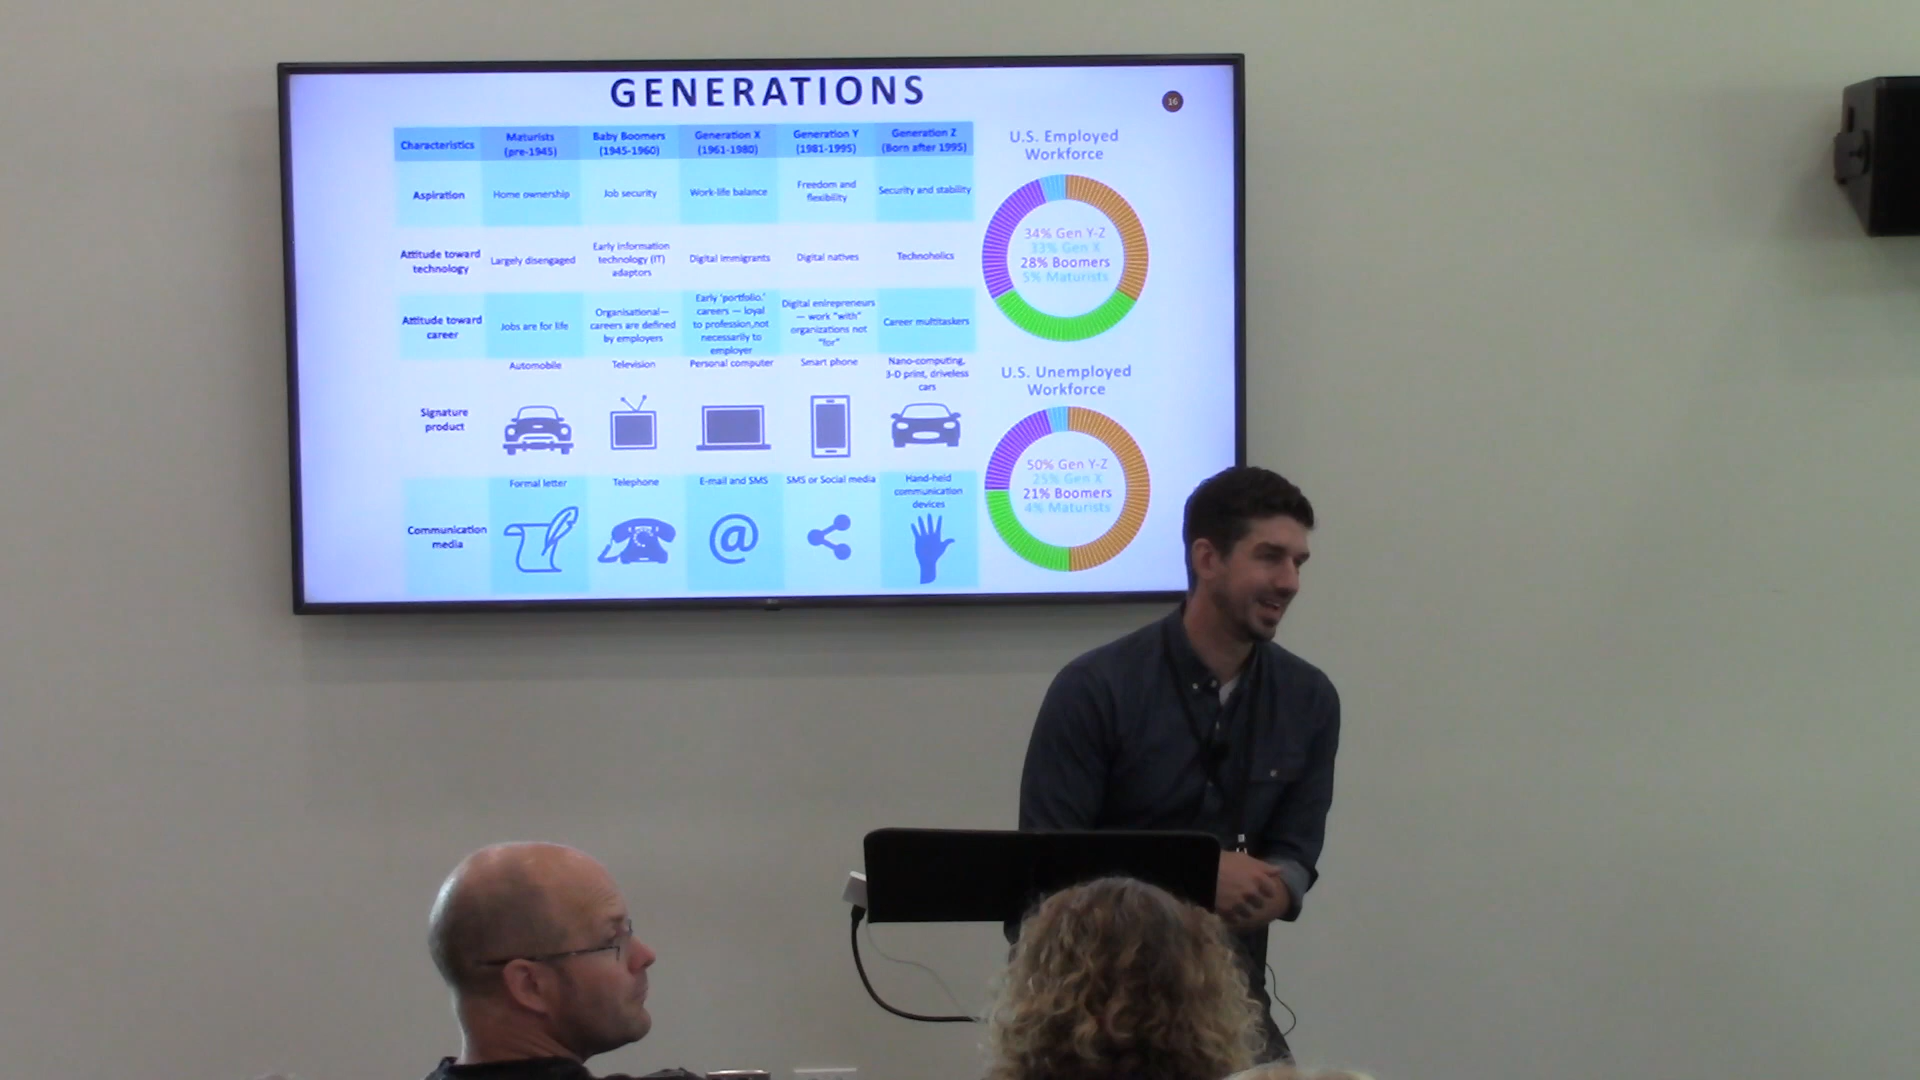 GENERATIONS
16
Characteristics
Maturists
(pre-1945)
Baby Boomers
(1945-1960)
Generation X
(1961-1980)
Generation Y
(1981-1995)
Generation Z
(Born after 1995)
Aspiration
Home ownership
Job security
Work-life balance
Freedom and
flexibility
Security and stability
Attitude toward
technology
Largely disengaged
Early information
technology (IT)
adaptors
Digital immigrants
Digital natives
Technoholics
Attitude toward
career
Jobs are for life
Organisational—
careers are defined
by employers
Early 'portfolio.'
careers — loyal
to profession,not
necessarily to
employer
Digital enirepreneurs
— work "with"
organizations not
"for"
Career multitaskers
Signature
product
Automobile
Television
Personal computer
Smart phone
Nano-computing,
3-D print, driveless
cars
Communication
media
Formal letter
Telephone
E-mail and SMS
@
SMS or Social media
Hand-held
communication
devices
U.S. Employed
Workforce
34% Gen Y-Z
33% Gen X
28% Boomers
5% Maturists
U.S. Unemployed
Workforce
50% Gen Y-Z
25% Gen X
21% Boomers
4% Maturists